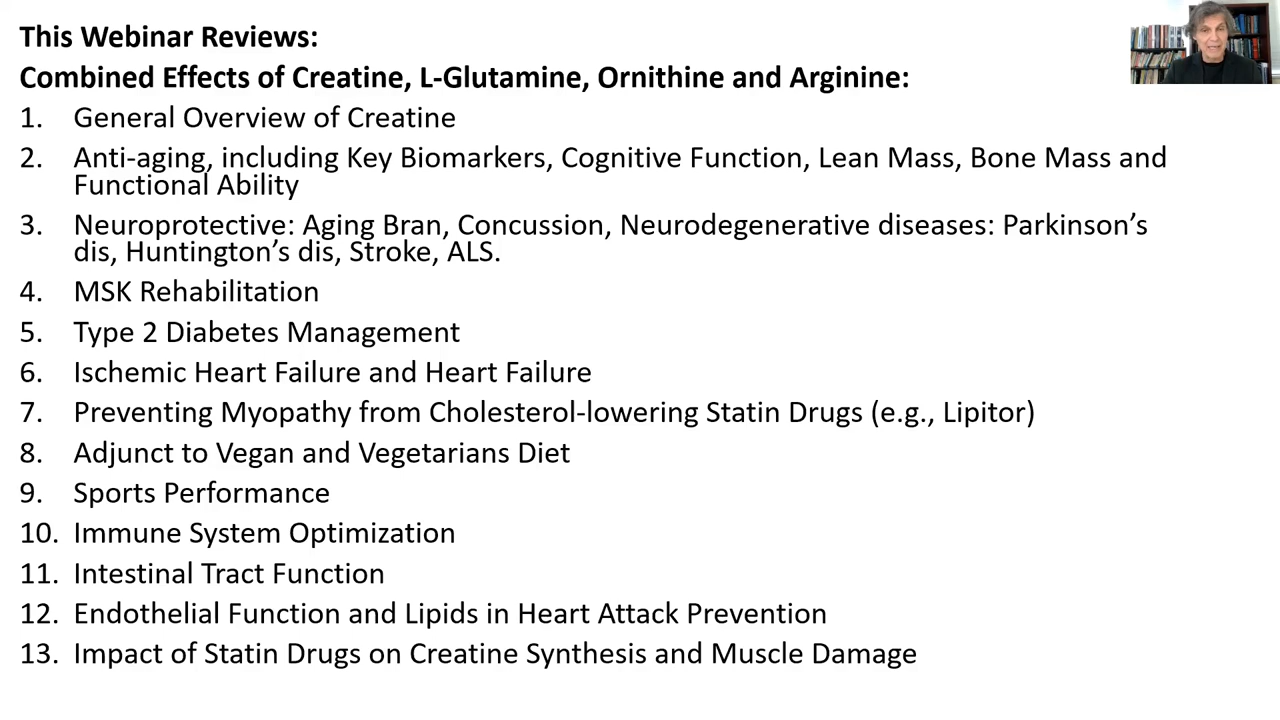 This Webinar Reviews:
Combined Effects of Creatine, L-Glutamine, Ornithine and Arginine:
1. General Overview of Creatine
2. Anti-aging, including Key Biomarkers, Cognitive Function, Lean Mass, Bone Mass and
Functional Ability
3. Neuroprotective: Aging Bran, Concussion, Neurodegenerative diseases: Parkinson’s
dis, Huntington’s dis, Stroke, ALS.
4. MSK Rehabilitation
5. Type 2 Diabetes Management
6. Ischemic Heart Failure and Heart Failure
7. Preventing Myopathy from Cholesterol-lowering Statin Drugs (e.g., Lipitor)
8. Adjunct to Vegan and Vegetarians Diet
9. Sports Performance
10. Immune System Optimization
11. Intestinal Tract Function
12. Endothelial Function and Lipids in Heart Attack Prevention
13. Impact of Statin Drugs on Creatine Synthesis and Muscle Damage